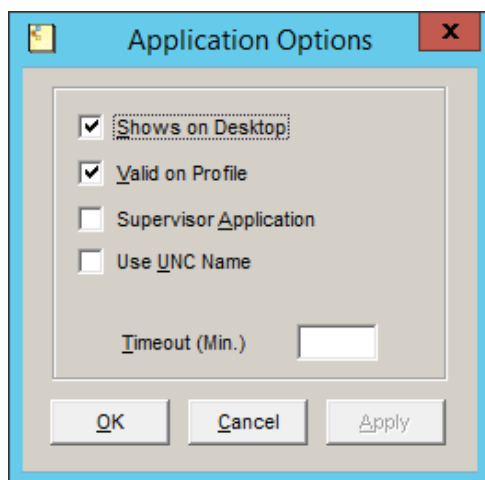 Application Options
x
Shows on Desktop
Valid on Profile
Supervisor Application
Use UNC Name
Timeout (Min.)
OK Cancel Apply